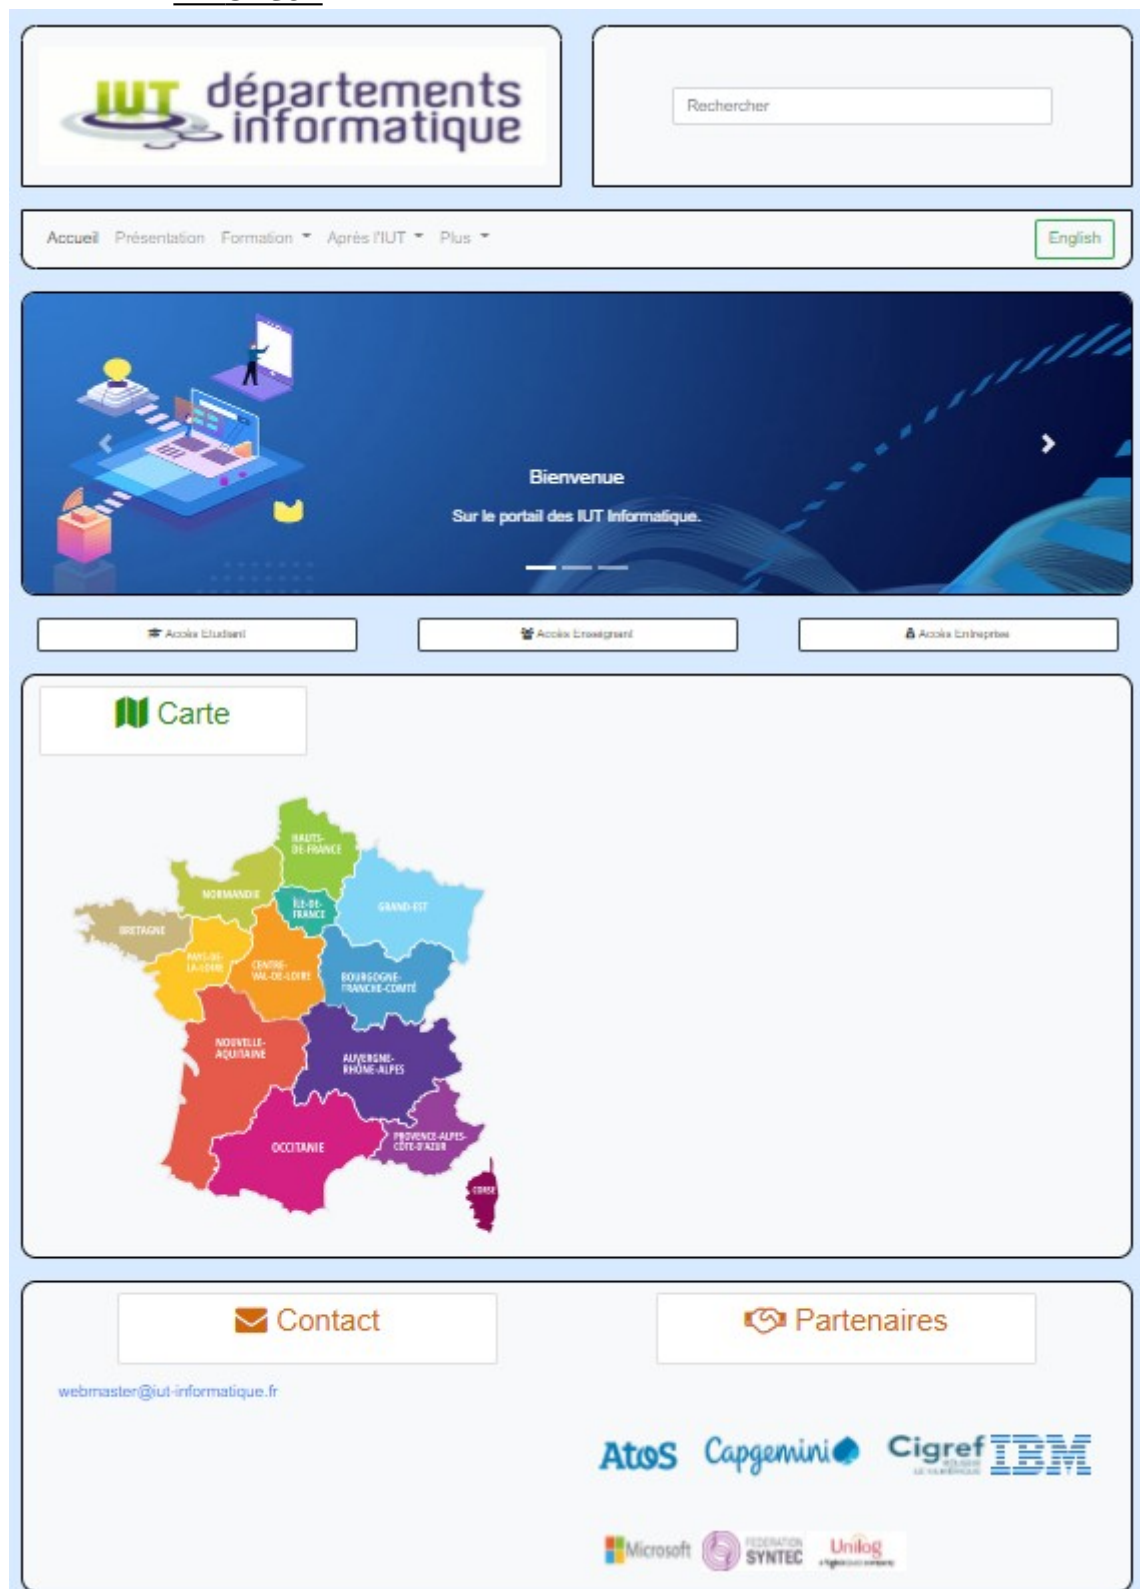 IUT départements
informatique
Rechercher
Accueil Présentation Formation Après l'IUT Plus
English
Bienvenue
Sur le portail des IUT Informatique.
Accès Etudiant
Accès Enseignant
Accès Entreprise
Carte
HAUTS-
DE-FRANCE
NORMANDIE
ÎLE-DE-
FRANCE
GRAND-EST
BRETAGNE
PAYS-DE-
LA-LOIRE
CENTRE-
VAL-DE-LOIRE
BOURGOGNE-
FRANCHE-COMTÉ
NOUVELLE-
AQUITAINE
AUVERGNE-
RHÔNE-ALPES
OCCITANIE
PROVENCE-ALPES-
CÔTE-D'AZUR
CORSE
Contact
Partenaires
webmaster@iut-informatique.fr
Atos Capgemini Cigref IBM
Microsoft FEDERATION
SYNTEC
Unilog